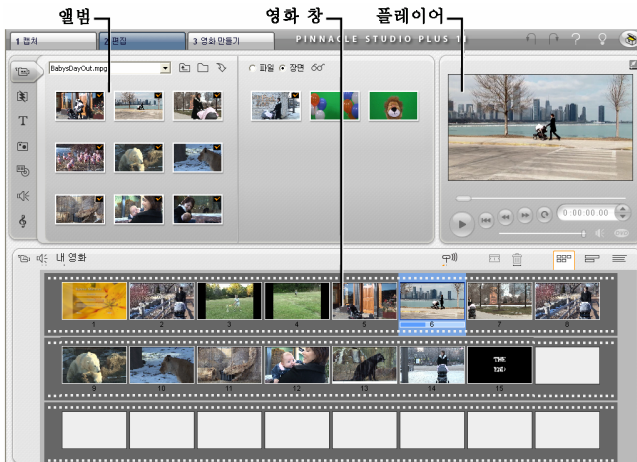 앨범 영화 창 플레이어
1 캡처 2 편집 3 영화 만들기 PINNACLE STUDIO PLUS 11
BabysDayOut.mpg 파일 장면
T
0:00:00.00
내 영화
1 2 3 4 5 6 7 8
THE
END
9 10 11 12 13 14 15